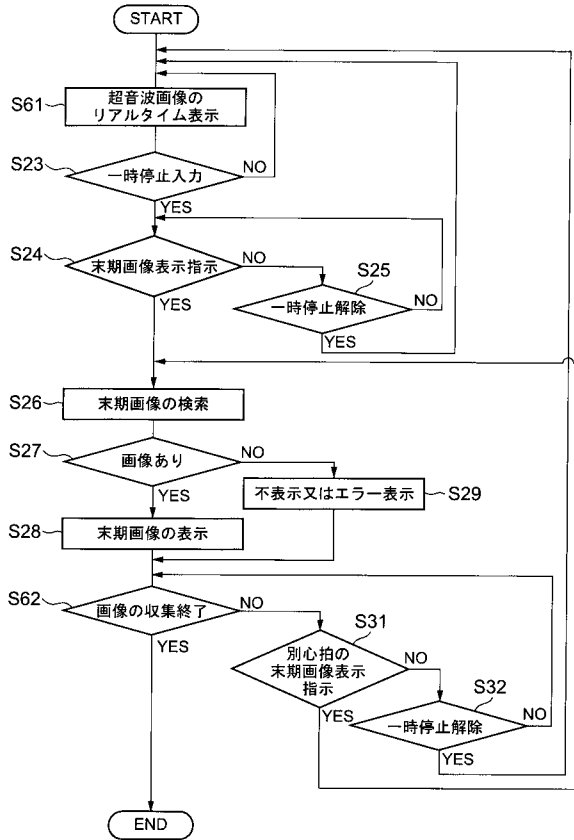 START
S61
超音波画像の
リアルタイム表示
S23
一時停止入力
NO
YES
S24
末期画像表示指示
NO
YES
S25
一時停止解除
NO
YES
S26
末期画像の検索
S27
画像あり
NO
YES
不表示又はエラー表示
S29
S28
末期画像の表示
S62
画像の収集終了
NO
YES
S31
別心拍の
末期画像表示
指示
NO
YES
S32
一時停止解除
NO
YES
END